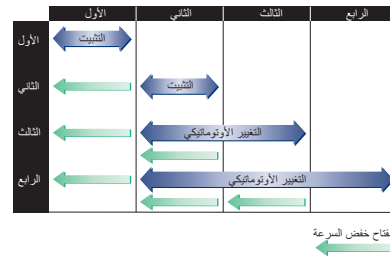 الأول الثاني الثالث الرابع
الأول التثبيت
الثاني التثبيت
الثالث التغيير الأوتوماتيكي
الرابع التغيير الأوتوماتيكي
مفتاح خفض السرعة